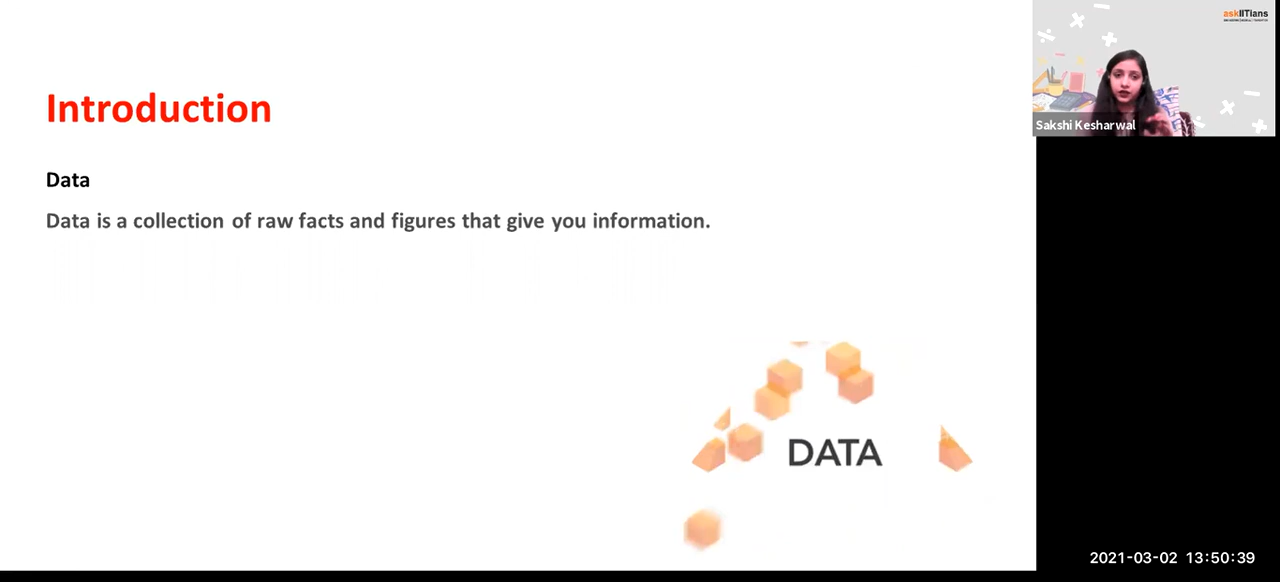 askIITians
Introduction
Sakshi Kesharwal
Data
Data is a collection of raw facts and figures that give you information.
DATA
2021-03-02 13:50:39